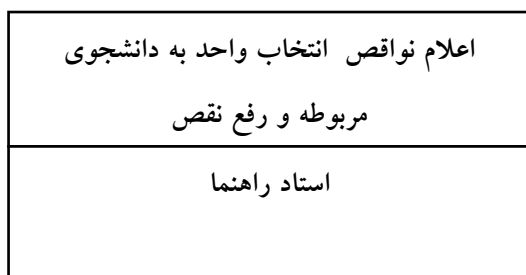 اعلام نواقص انتخاب واحد به دانشجوی
مربوطه و رفع نقص
استاد راهنما